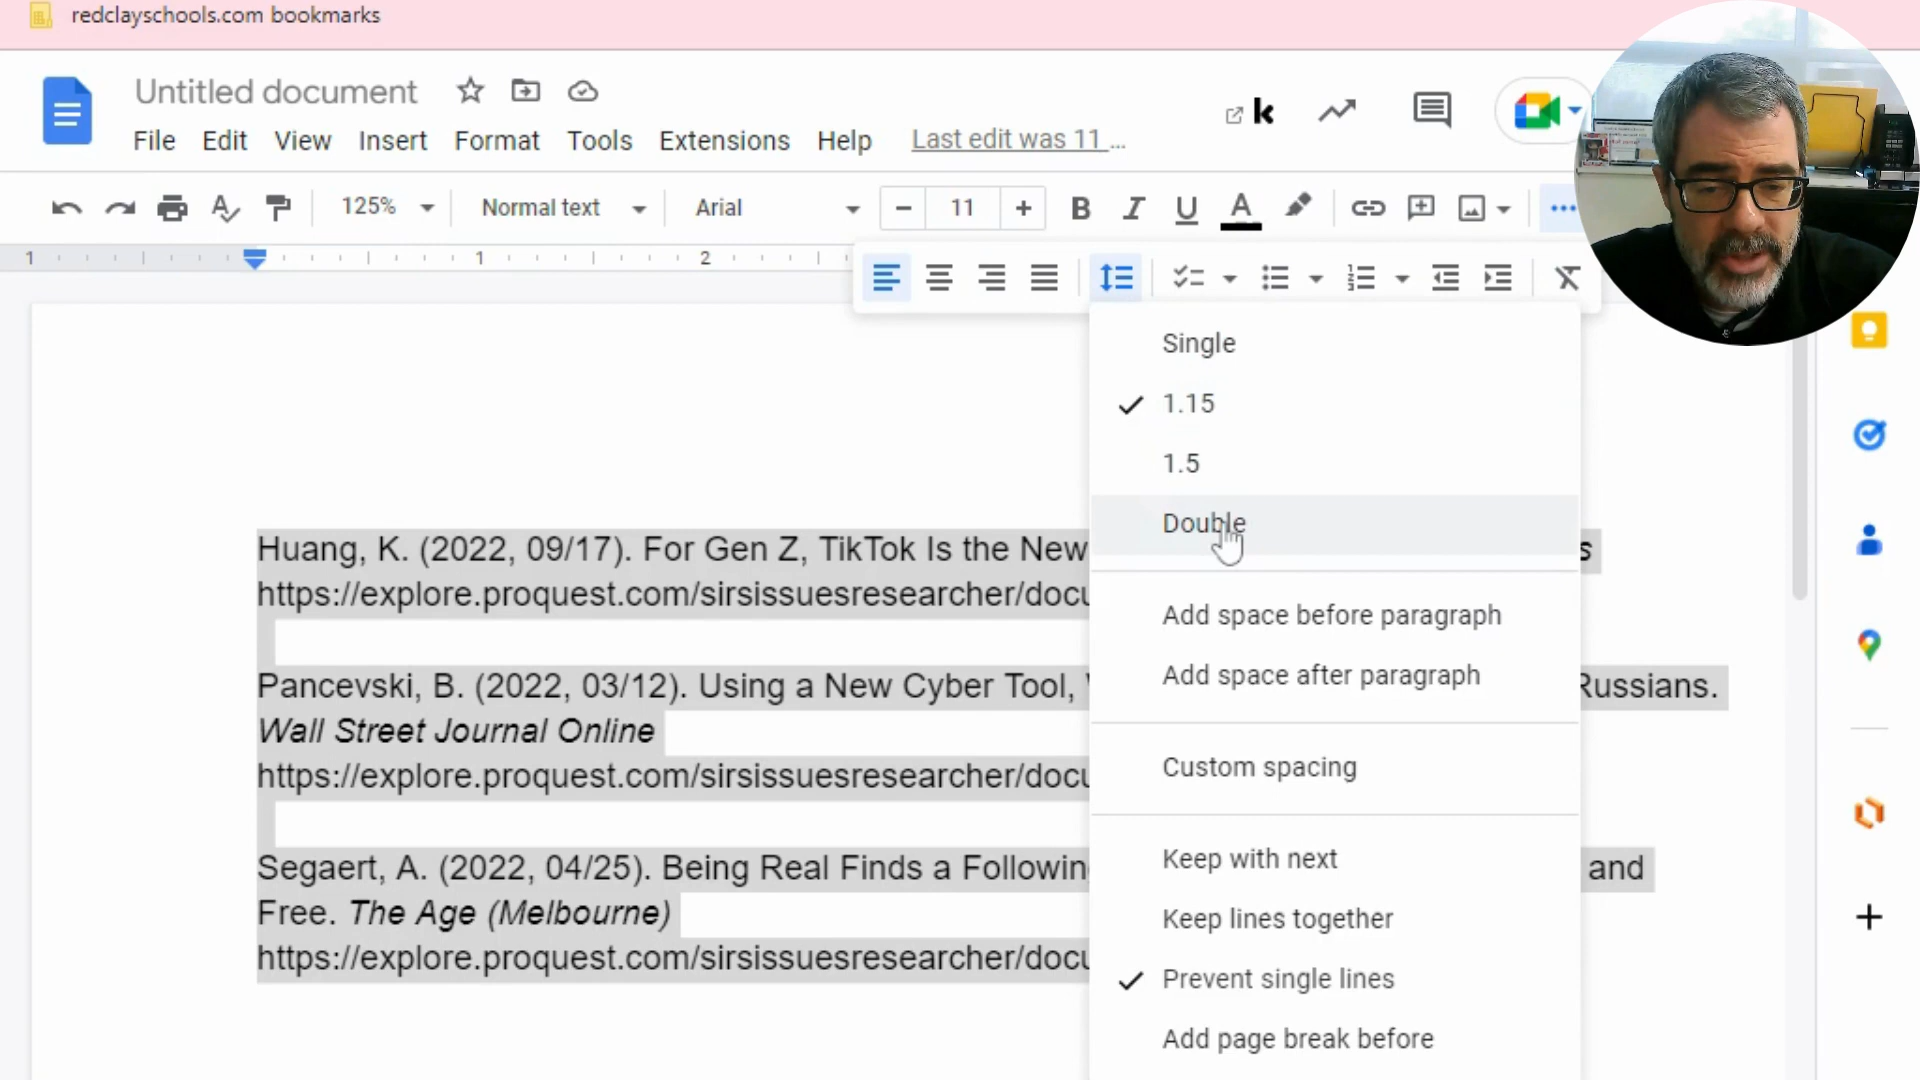 redclayschools.com bookmarks
Untitled document
k
File Edit View Insert Format Tools Extensions Help Last edit was 11 ...
125% Normal text Arial 11 B I U A
1 1 2
Single
1.15
1.5
Double
Huang, K. (2022, 09/17). For Gen Z, TikTok Is the New
https://explore.proquest.com/sirsissuesresearcher/docu
Add space before paragraph
Pancevski, B. (2022, 03/12). Using a New Cyber Tool, Russians.
Add space after paragraph
Wall Street Journal Online
https://explore.proquest.com/sirsissuesresearcher/docu
Custom spacing
Segaert, A. (2022, 04/25). Being Real Finds a Following and
Keep with next
Free. The Age (Melbourne)
Keep lines together
https://explore.proquest.com/sirsissuesresearcher/docu
Prevent single lines
Add page break before